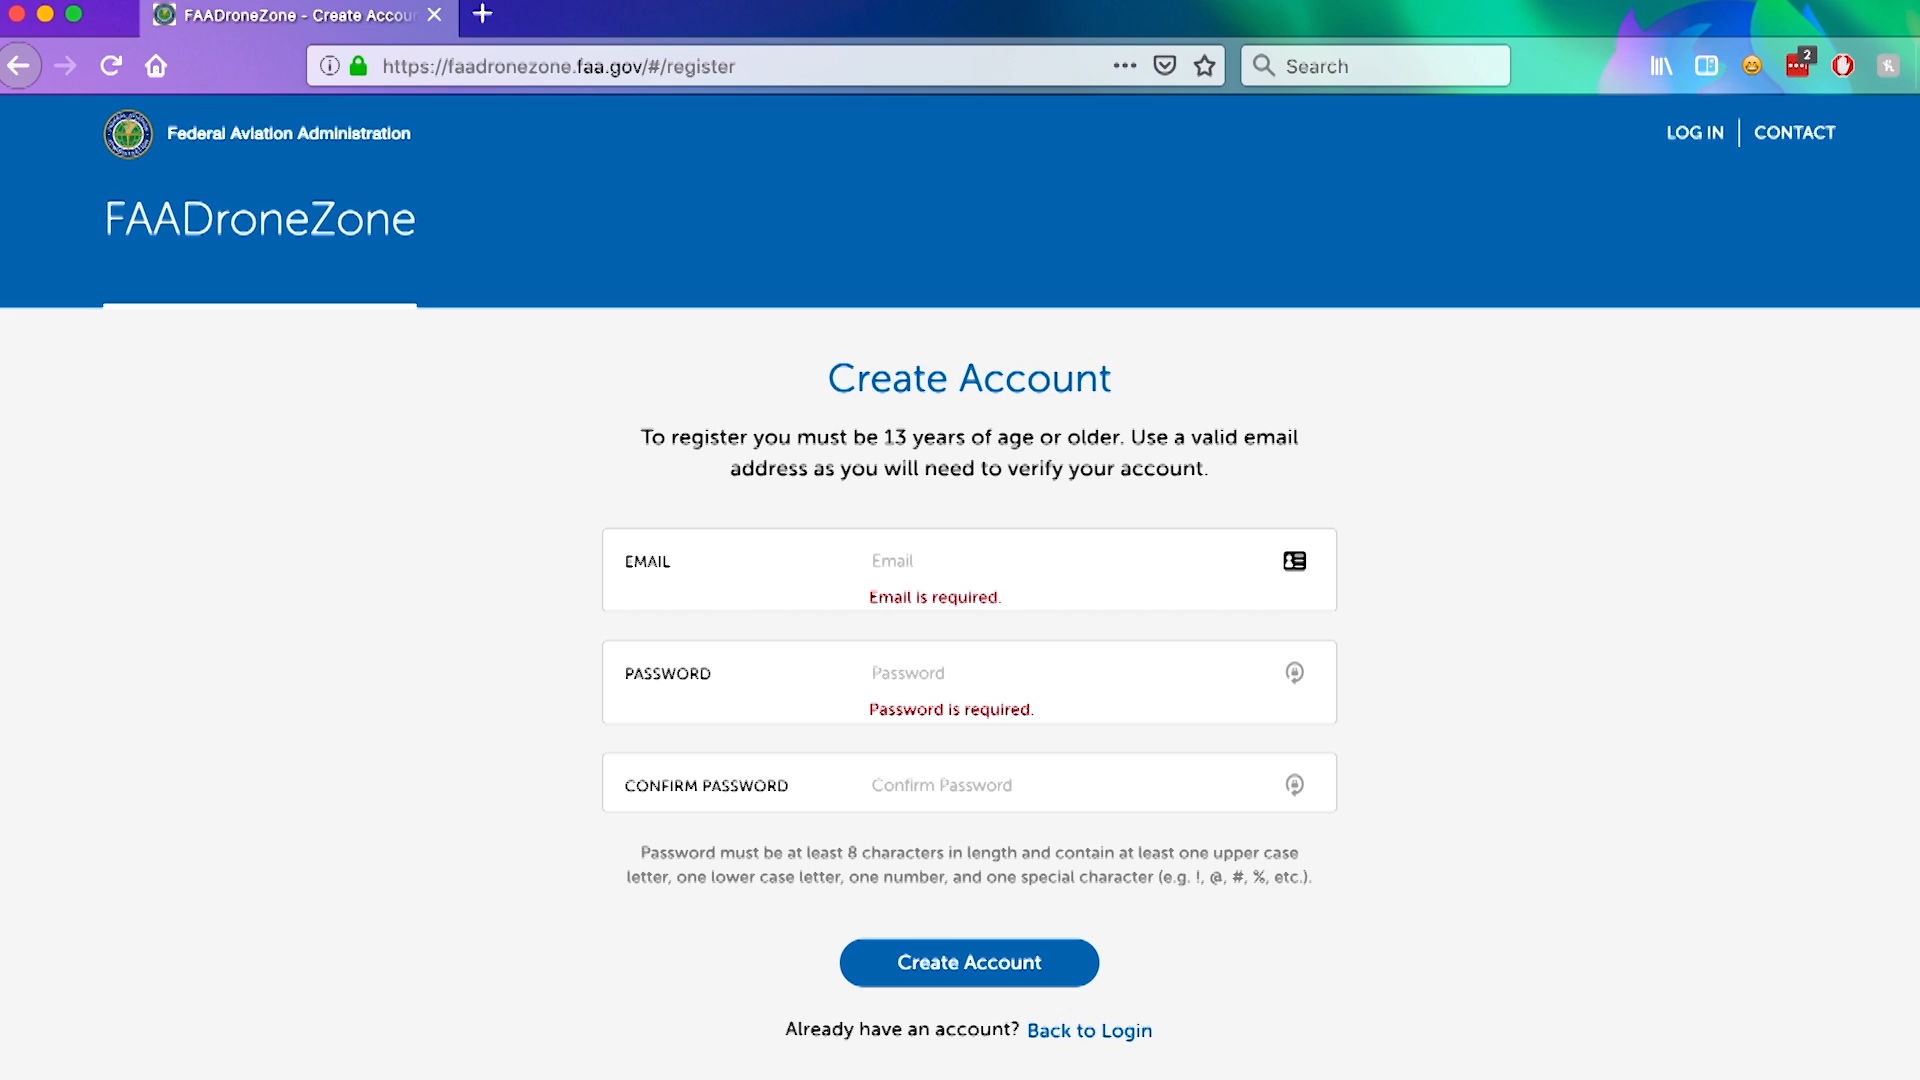 FAADroneZone - Create Accou
https://faadronezone.faa.gov/#/register
Search
2
Federal Aviation Administration
LOG IN
CONTACT
FAADroneZone
Create Account
To register you must be 13 years of age or older. Use a valid email
address as you will need to verify your account.
EMAIL
Email
Email is required.
PASSWORD
Password
Password is required.
CONFIRM PASSWORD
Confirm Password
Password must be at least 8 characters in length and contain at least one upper case
letter, one lower case letter, one number, and one special character (e.g. !, @, #, %, etc.).
Create Account
Already have an account? Back to Login